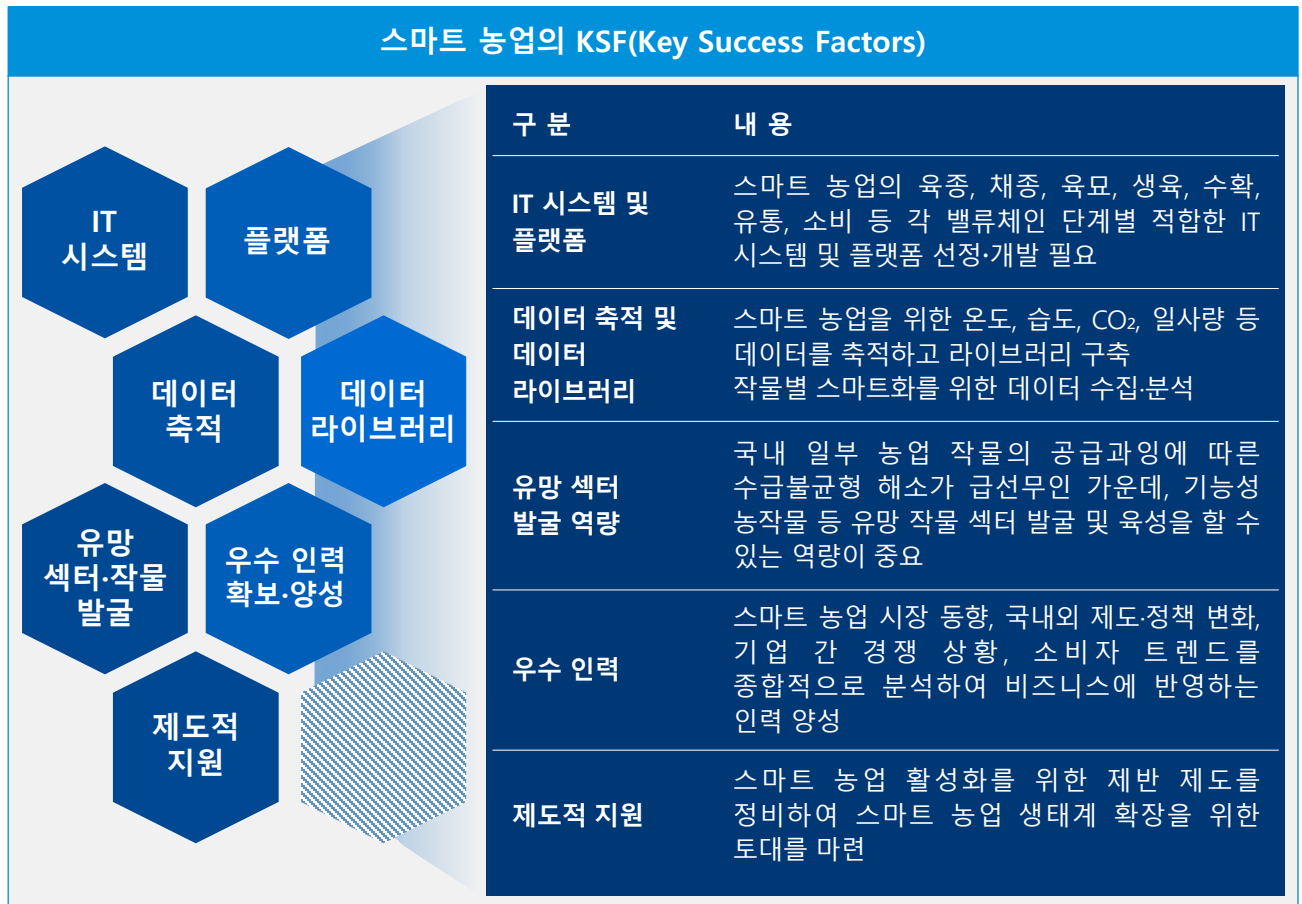 스마트 농업의 KSF(Key Success Factors)
IT
시스템
플랫폼
데이터
축적
데이터
라이브러리
유망
섹터·작물
발굴
우수 인력
확보·양성
제도적
지원
구 분
내 용
IT 시스템 및
플랫폼
스마트 농업의 육종, 채종, 육묘, 생육, 수확,
유통, 소비 등 각 밸류체인 단계별 적합한 IT
시스템 및 플랫폼 선정·개발 필요
데이터 축적 및
데이터
라이브러리
스마트 농업을 위한 온도, 습도, CO₂, 일사량 등
데이터를 축적하고 라이브러리 구축
작물별 스마트화를 위한 데이터 수집·분석
유망 섹터
발굴 역량
국내 일부 농업 작물의 공급과잉에 따른
수급불균형 해소가 급선무인 가운데, 기능성
농작물 등 유망 작물 섹터 발굴 및 육성을 할 수
있는 역량이 중요
우수 인력
스마트 농업 시장 동향, 국내외 제도·정책 변화,
기업 간 경쟁 상황, 소비자 트렌드를
종합적으로 분석하여 비즈니스에 반영하는
인력 양성
제도적 지원
스마트 농업 활성화를 위한 제반 제도를
정비하여 스마트 농업 생태계 확장을 위한
토대를 마련